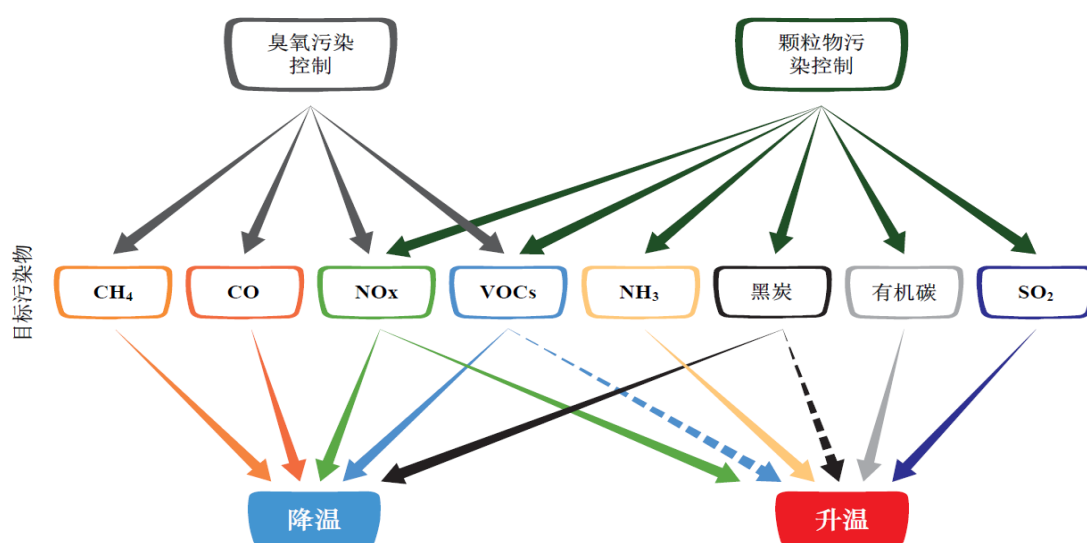 臭氧污染
控制
颗粒物污
染控制
目标污染物
CH₄
CO
NOx
VOCs
NH₃
黑炭
有机碳
SO₂
降温
升温